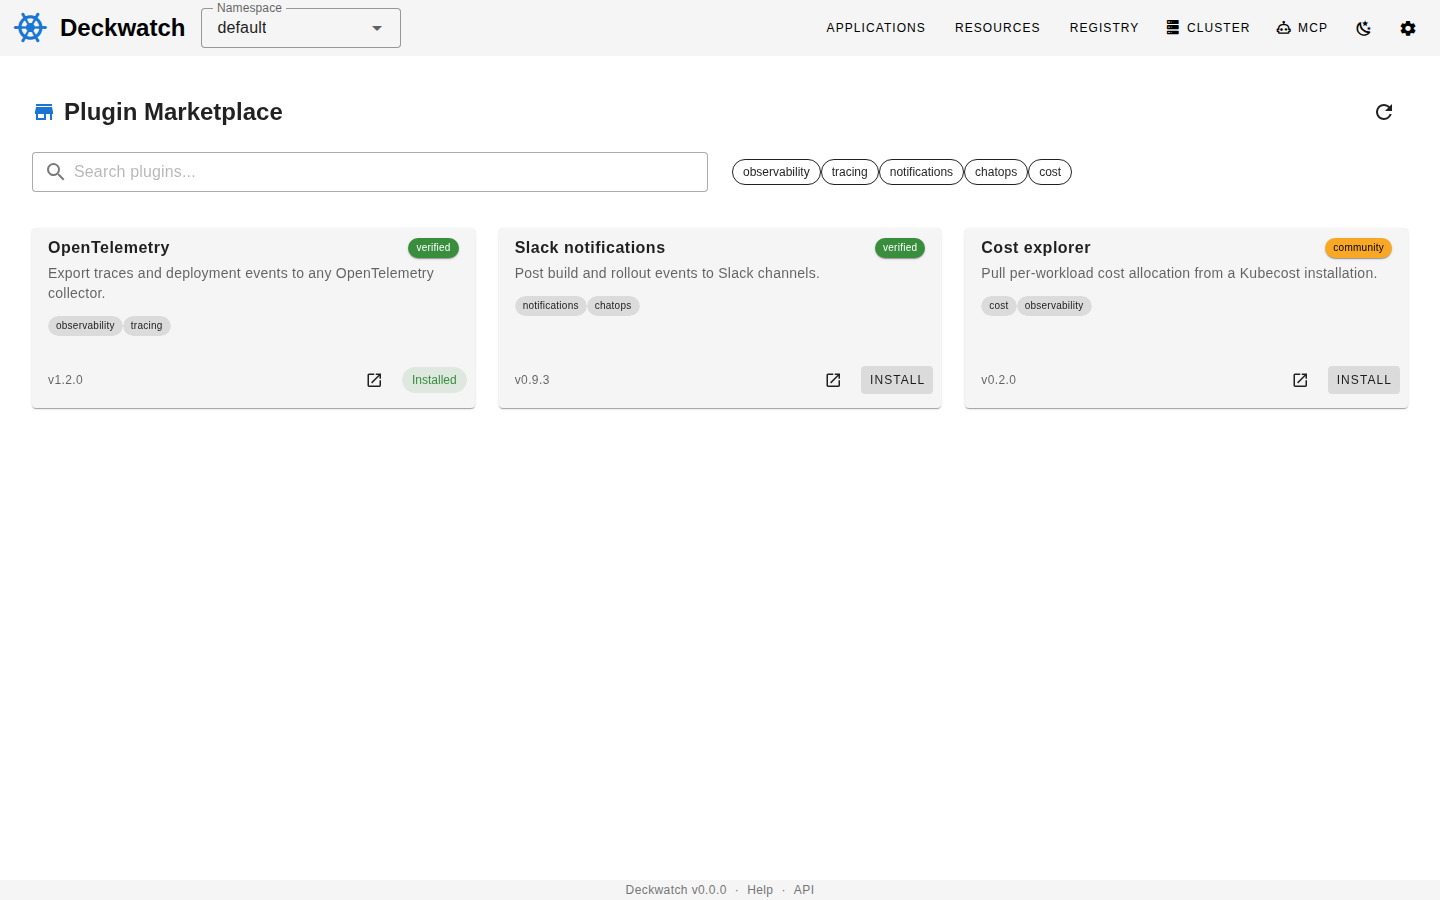 Deckwatch
Namespace
default
APPLICATIONS
RESOURCES
REGISTRY
CLUSTER
MCP
Plugin Marketplace
Search plugins...
observability
tracing
notifications
chatops
cost
OpenTelemetry
verified
Export traces and deployment events to any OpenTelemetry
collector.
observability
tracing
v1.2.0
Installed
Slack notifications
verified
Post build and rollout events to Slack channels.
notifications
chatops
v0.9.3
INSTALL
Cost explorer
community
Pull per-workload cost allocation from a Kubecost installation.
cost
observability
v0.2.0
INSTALL
Deckwatch v0.0.0 · Help · API